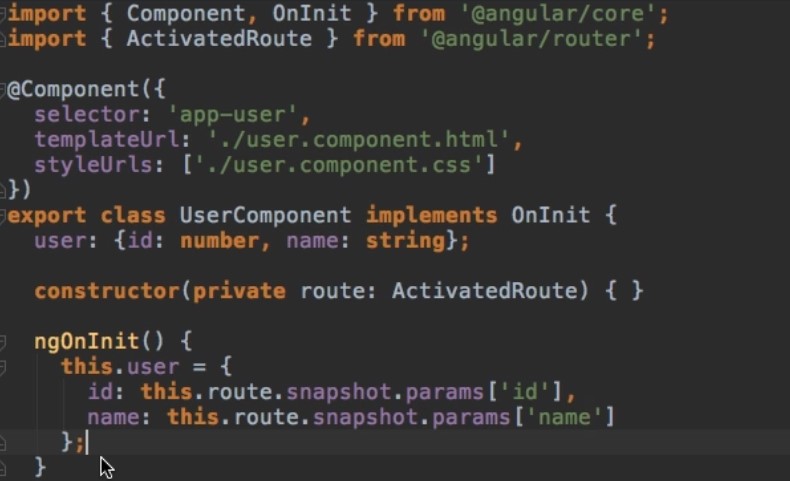 import { Component, OnInit } from '@angular/core';
import { ActivatedRoute } from '@angular/router';

@Component({
  selector: 'app-user',
  templateUrl: './user.component.html',
  styleUrls: ['./user.component.css']
})
export class UserComponent implements OnInit {
  user: {id: number, name: string};

  constructor(private route: ActivatedRoute) { }

  ngOnInit() {
    this.user = {
      id: this.route.snapshot.params['id'],
      name: this.route.snapshot.params['name']
    };
  }